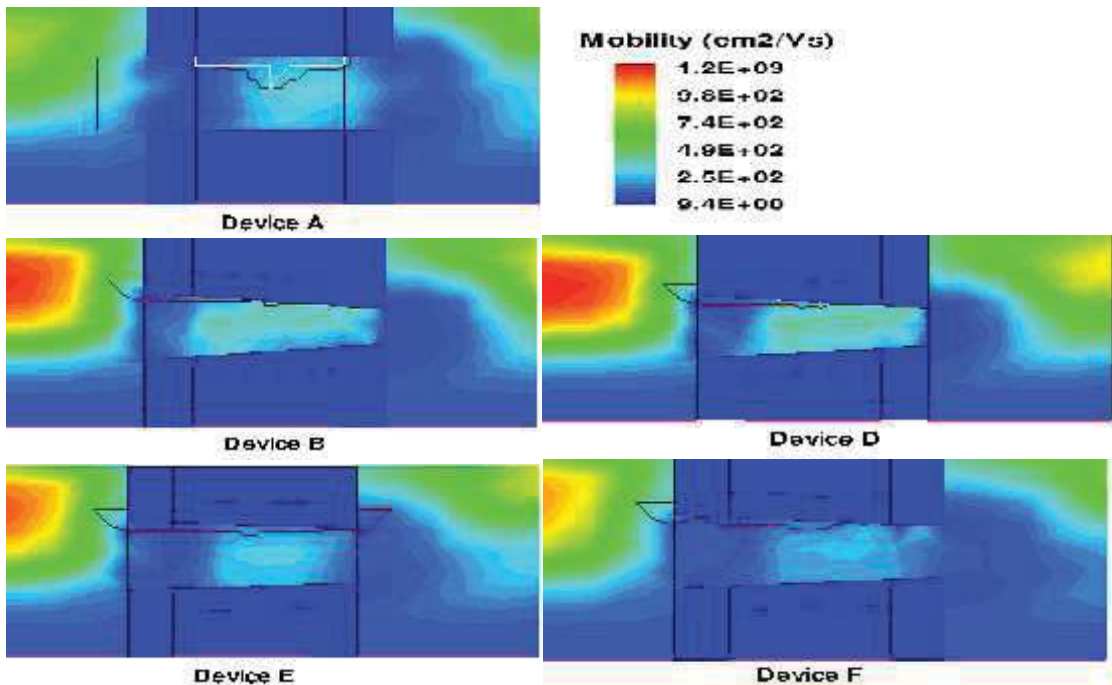 Mobility (cm2/Vs)
1.2E+03
9.8E+02
7.4E+02
4.9E+02
2.5E+02
9.4E+00
Device A
Device B
Device D
Device E
Device F